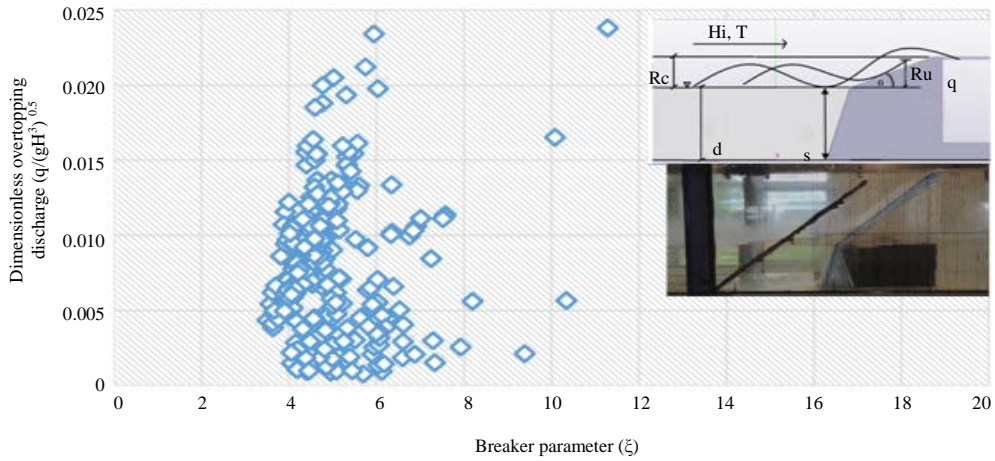 0.025
0.020
0.015
0.010
0.005
0
Dimensionless overtopping
discharge (q/(gH³)⁰·⁵
0 2 4 6 8 10 12 14 16 18 20
Breaker parameter (ξ)
Hi, T
Rc
Ru
q
d
s